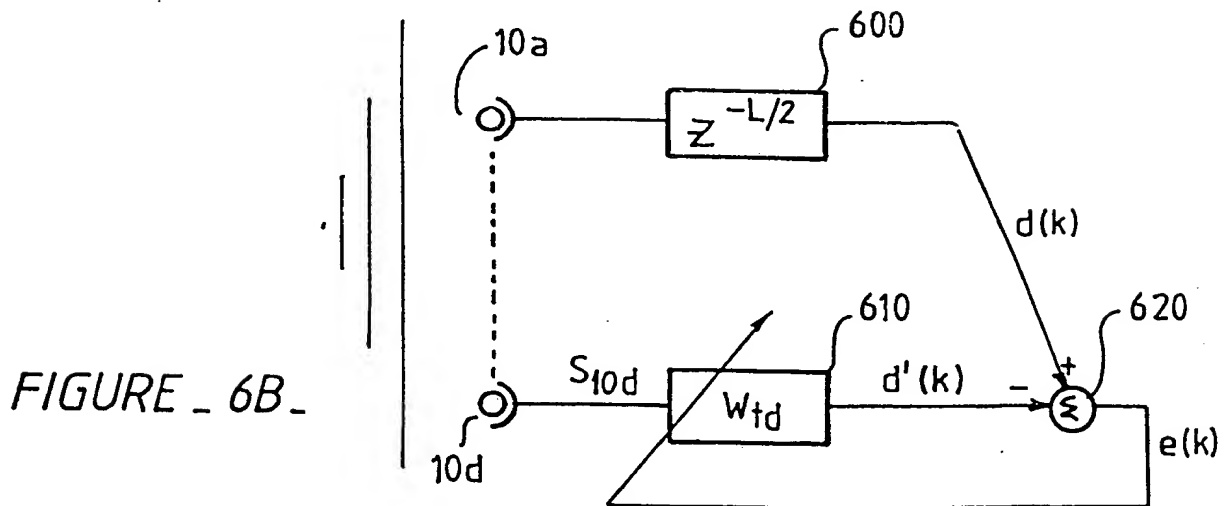 10a
600
Z^-L/2
d(k)
610
620
+
S10d
Wtd
d'(k)
-
Σ
FIGURE _ 6B_
10d
e(k)